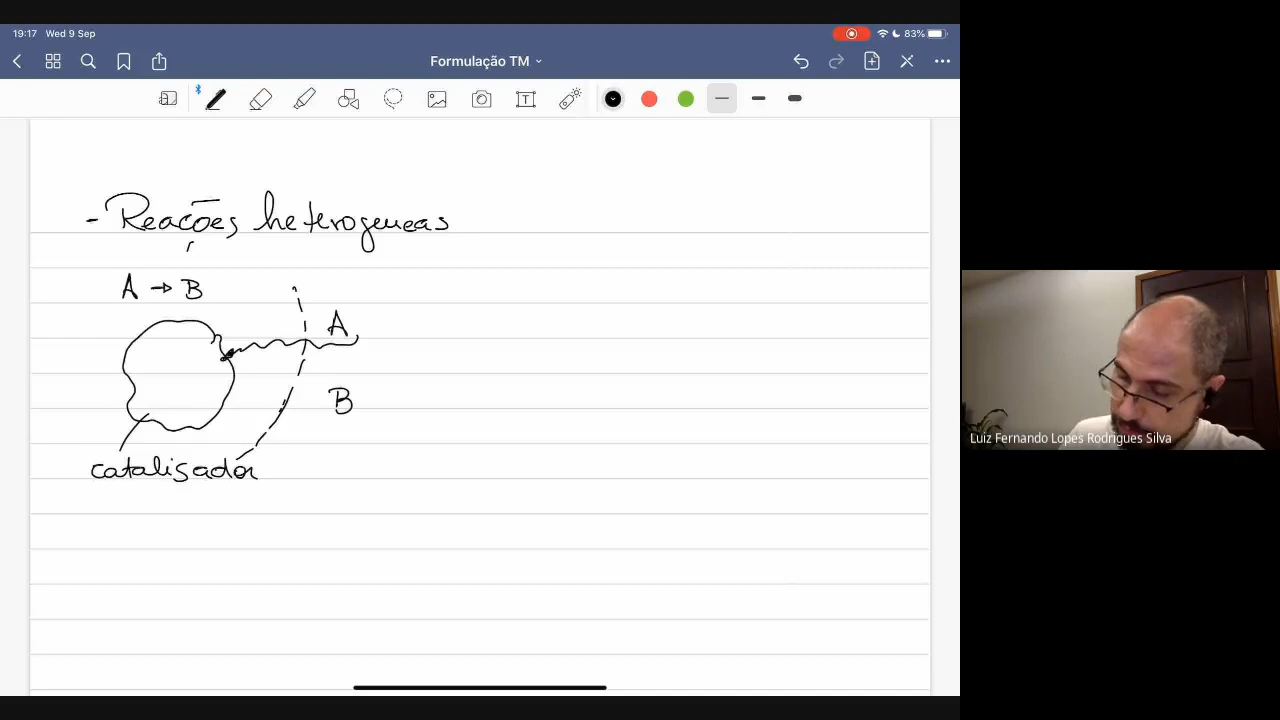 19:17 Wed 9 Sep
83%
Formulação TM
T
- Reações heterogeneas
A → B
A
B
catalisador
Luiz Fernando Lopes Rodrigues Silva